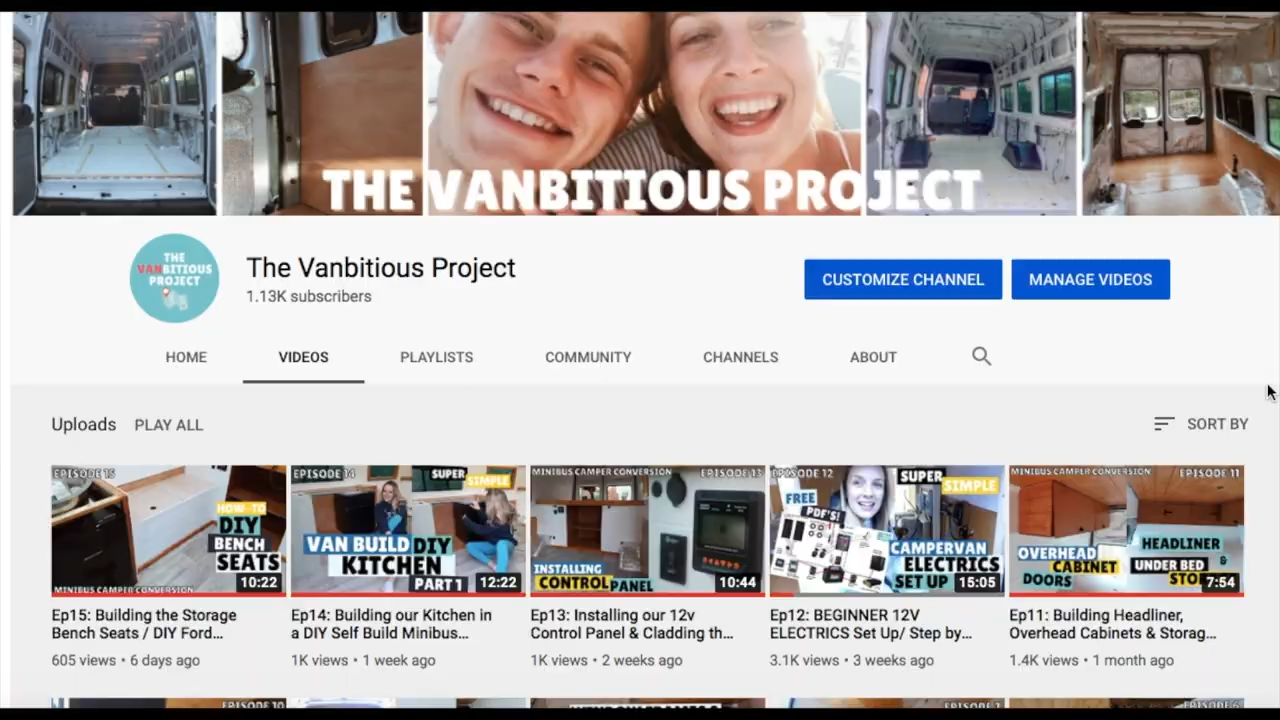 THE VANBITIOUS PROJECT
THE
VANBITIOUS
PROJECT
The Vanbitious Project
1.13K subscribers
CUSTOMIZE CHANNEL
MANAGE VIDEOS
HOME
VIDEOS
PLAYLISTS
COMMUNITY
CHANNELS
ABOUT
Uploads
PLAY ALL
SORT BY
EPISODE 15
HOW-TO
DIY
BENCH
SEATS
MINIBUS CAMPER CONVERSION
10:22
EPISODE 14
SUPER
SIMPLE
VAN BUILD DIY
KITCHEN
PART 1
12:22
MINIBUS CAMPER CONVERSION
EPISODE 13
INSTALLING
CONTROL PANEL
10:44
EPISODE 12
SUPER
SIMPLE
FREE
PDF'S!
CAMPERVAN
ELECTRICS
SET UP
15:05
MINIBUS CAMPER CONVERSION
EPISODE 11
OVERHEAD
CABINET
DOORS
HEADLINER
&
UNDER BED
7:54
Ep15: Building the Storage
Bench Seats / DIY Ford...
605 views • 6 days ago
Ep14: Building our Kitchen in
a DIY Self Build Minibus...
1K views • 1 week ago
Ep13: Installing our 12v
Control Panel & Cladding th...
1K views • 2 weeks ago
Ep12: BEGINNER 12V
ELECTRICS Set Up/ Step by...
3.1K views • 3 weeks ago
Ep11: Building Headliner,
Overhead Cabinets & Storag...
1.4K views • 1 month ago
EPISODE 10